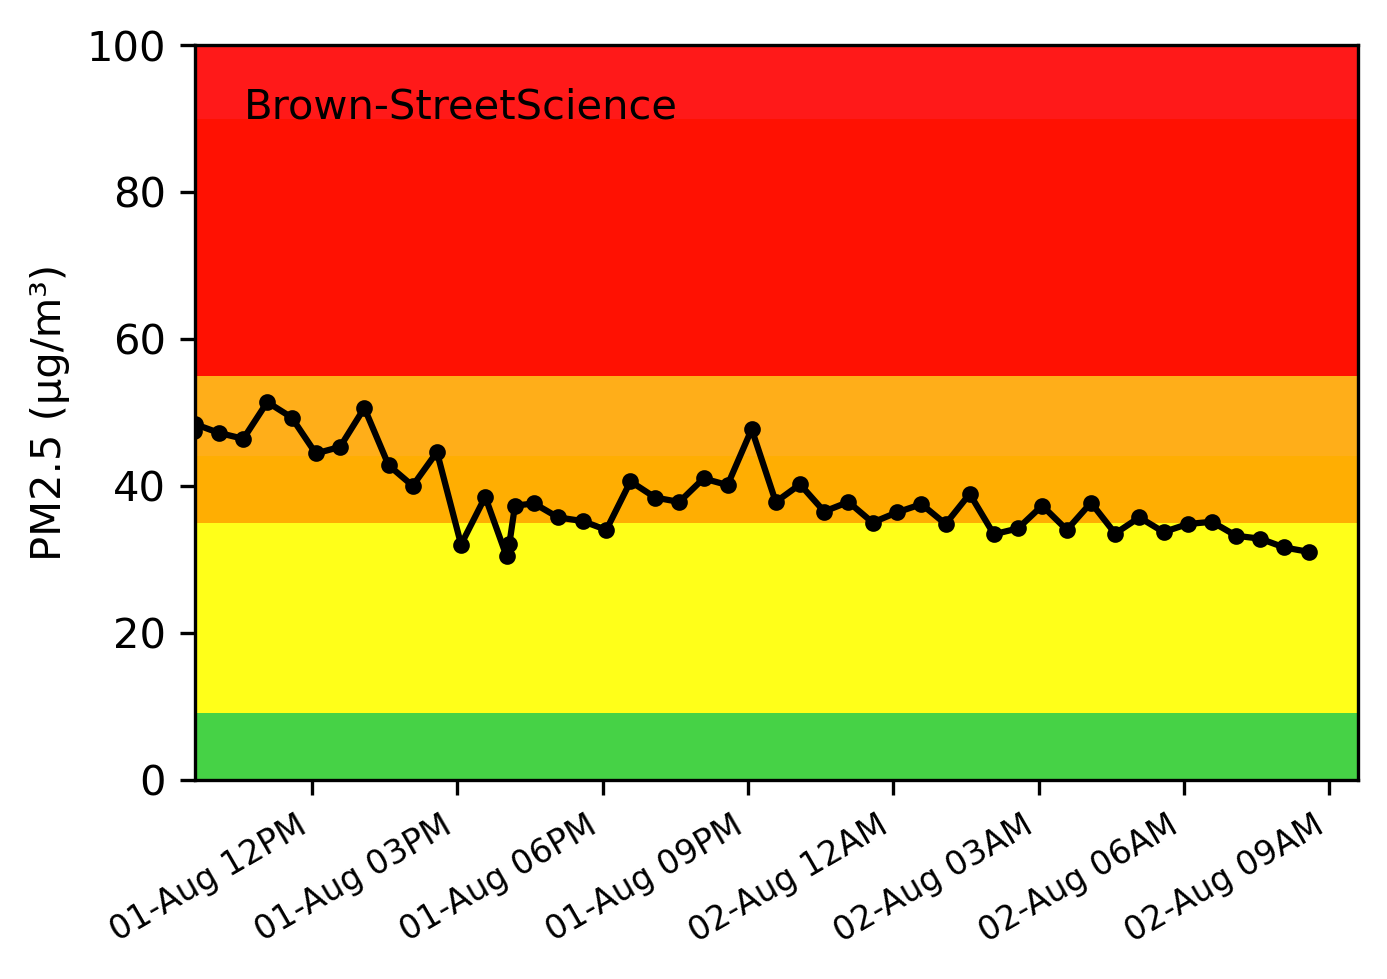 100
Brown-StreetScience
80
60
40
20
0
PM2.5 (μg/m³)
01-Aug 12PM
01-Aug 03PM
01-Aug 06PM
01-Aug 09PM
02-Aug 12AM
02-Aug 03AM
02-Aug 06AM
02-Aug 09AM